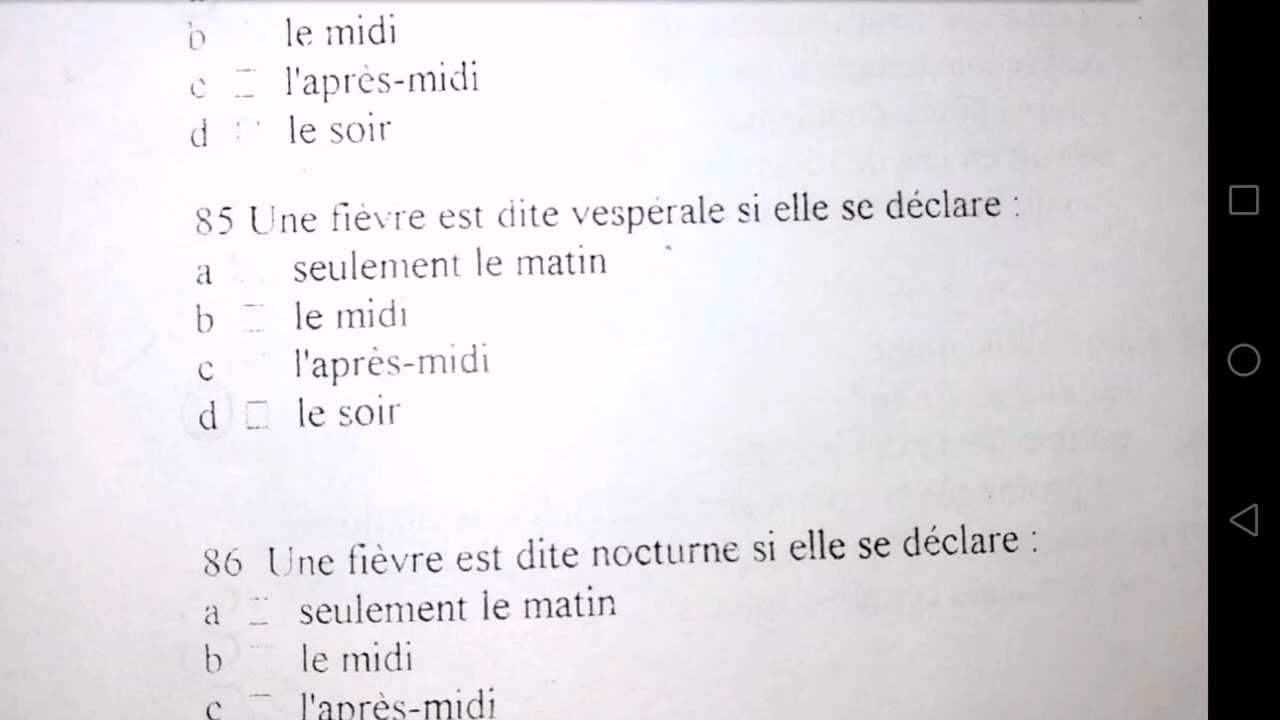 b le midi
c l'après-midi
d le soir
85 Une fièvre est dite vespérale si elle se déclare :
a seulement le matin
b le midi
c l'après-midi
d le soir
86 Une fièvre est dite nocturne si elle se déclare :
a seulement le matin
b le midi
c l'après-midi